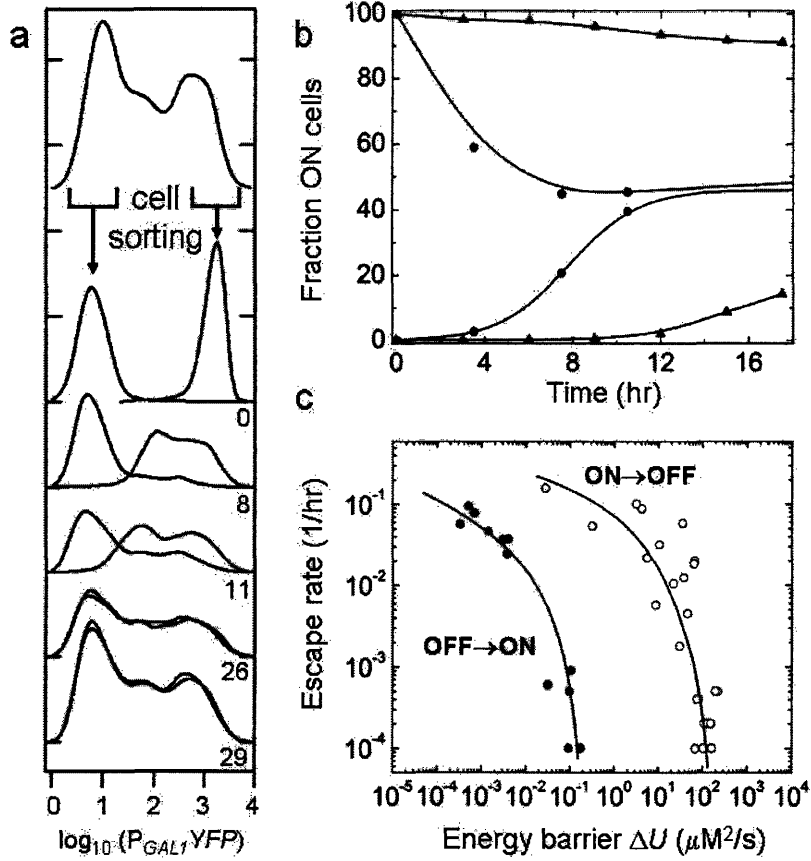 a
cell
sorting
0
8
11
26
29
0 1 2 3 4
log10 (PGAL1YFP)
b
100
80
60
40
20
0
Fraction ON cells
0 4 8 12 16
Time (hr)
c
10-1
10-2
10-3
10-4
Escape rate (1/hr)
ON→OFF
OFF→ON
10-5 10-4 10-3 10-2 10-1 100 101 102 103 104
Energy barrier ΔU (μM2/s)